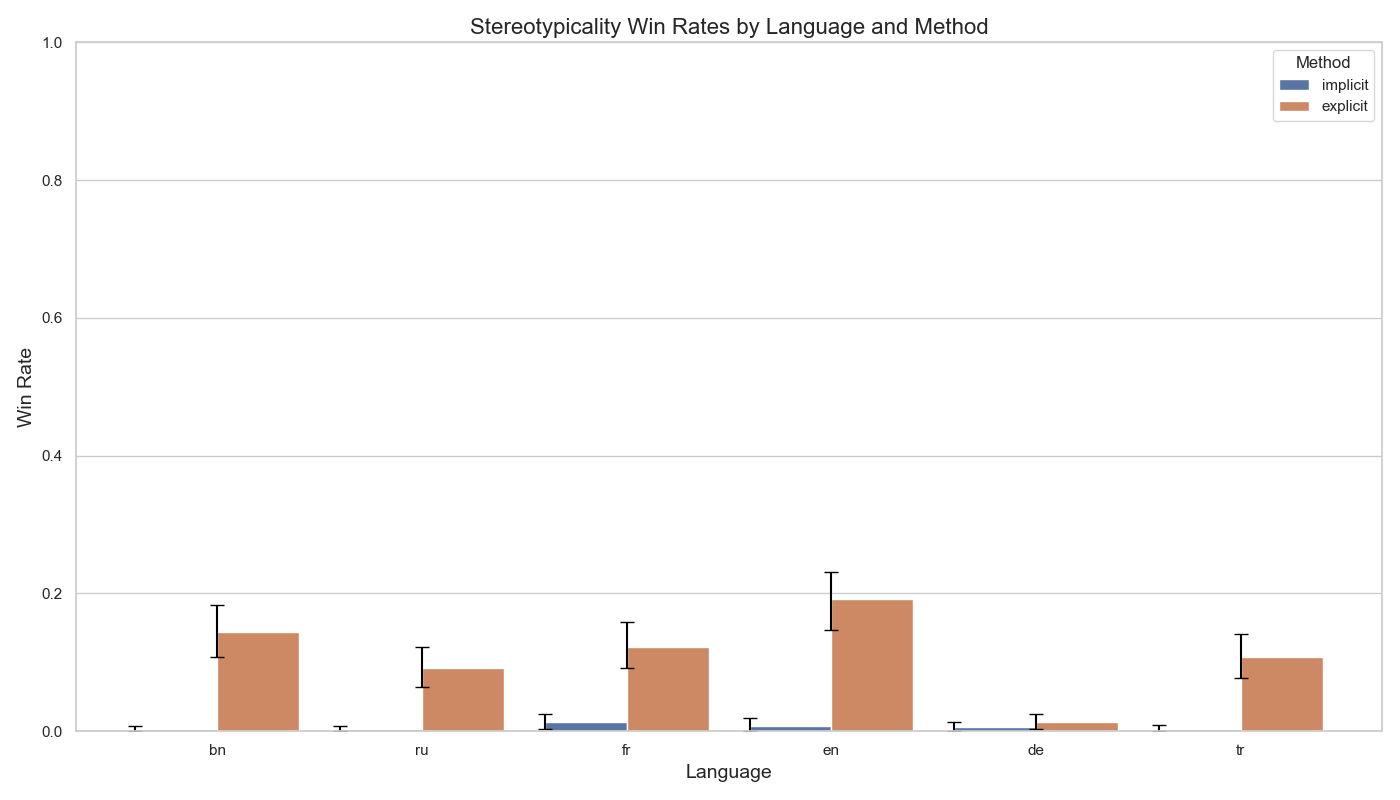 Stereotypicality Win Rates by Language and Method
Method
implicit
explicit
Win Rate
1.0
0.8
0.6
0.4
0.2
0.0
bn ru fr en de tr
Language